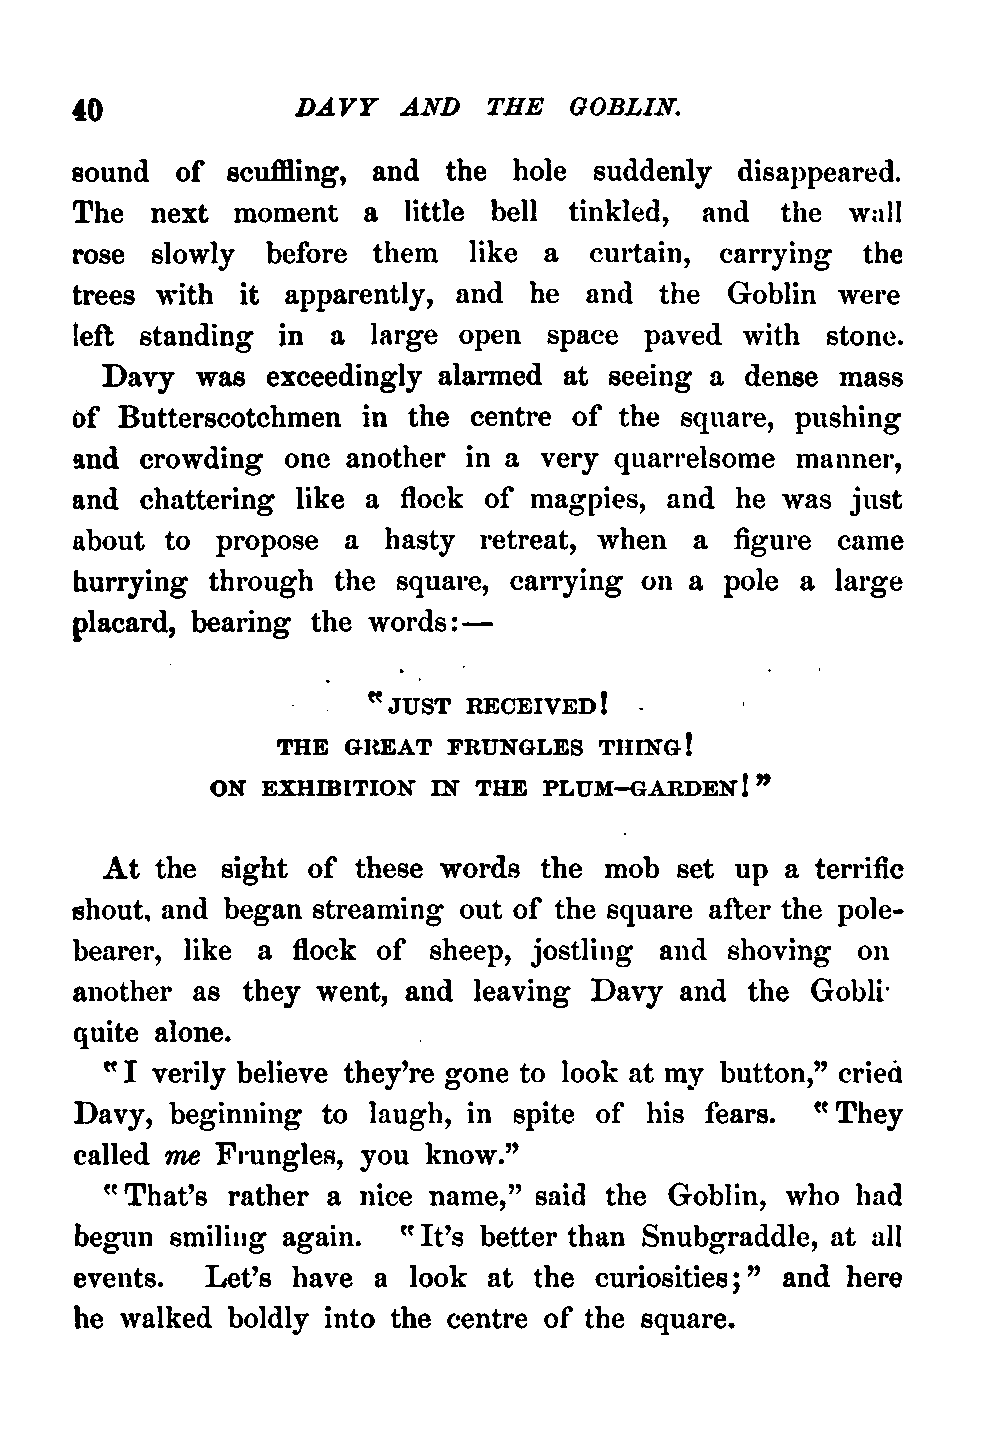 40 DAVY AND THE GOBLIN.
sound of scuffling, and the hole suddenly disappeared.
The next moment a little bell tinkled, and the wall
rose slowly before them like a curtain, carrying the
trees with it apparently, and he and the Goblin were
left standing in a large open space paved with stone.
Davy was exceedingly alarmed at seeing a dense mass
of Butterscotchmen in the centre of the square, pushing
and crowding one another in a very quarrelsome manner,
and chattering like a flock of magpies, and he was just
about to propose a hasty retreat, when a figure came
hurrying through the square, carrying on a pole a large
placard, bearing the words:—
"JUST RECEIVED!
THE GREAT FRUNGLES THING!
ON EXHIBITION IN THE PLUM-GARDEN!"
At the sight of these words the mob set up a terrific
shout, and began streaming out of the square after the pole-
bearer, like a flock of sheep, jostling and shoving on
another as they went, and leaving Davy and the Gobli
quite alone.
"I verily believe they're gone to look at my button," cried
Davy, beginning to laugh, in spite of his fears. "They
called me Frungles, you know."
"That's rather a nice name," said the Goblin, who had
begun smiling again. "It's better than Snubgraddle, at all
events. Let's have a look at the curiosities;" and here
he walked boldly into the centre of the square.